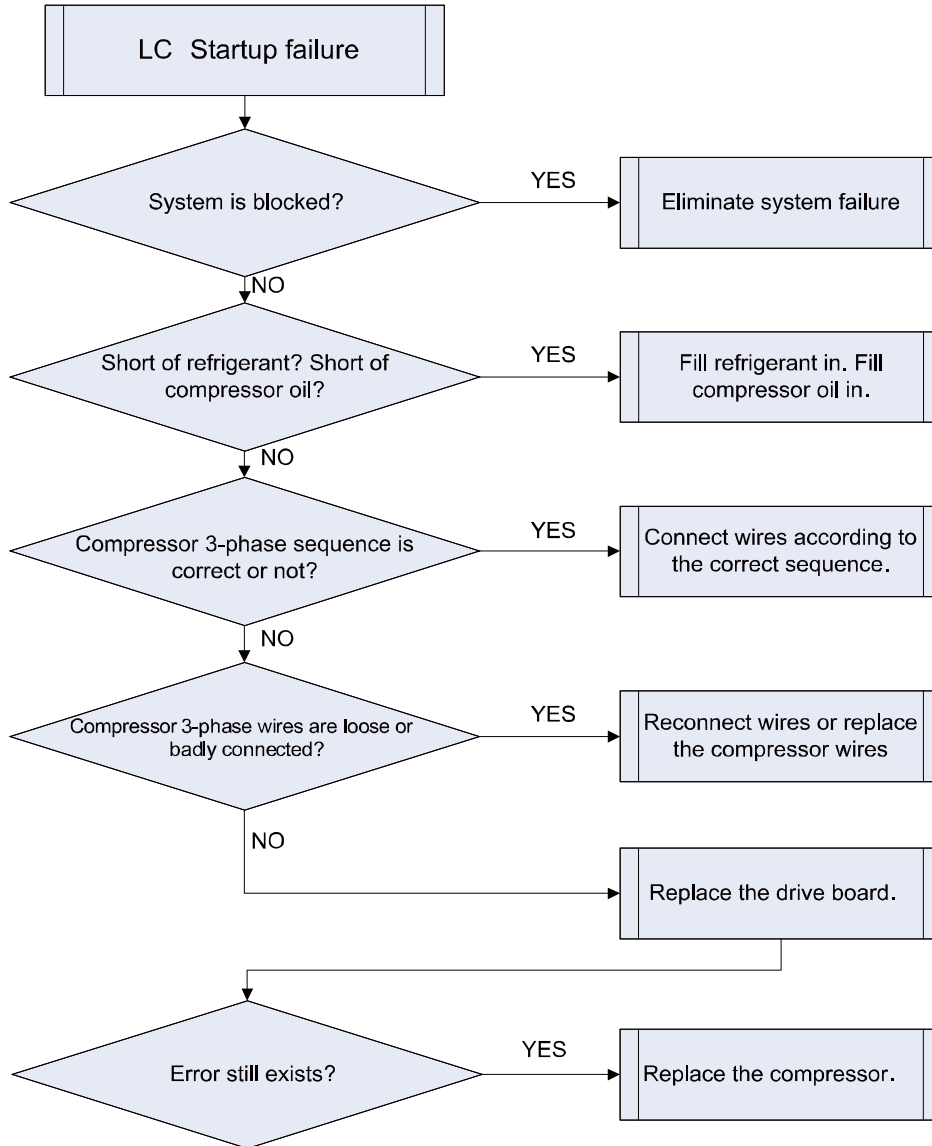 LC Startup failure
System is blocked?
YES
Eliminate system failure
NO
Short of refrigerant? Short of
compressor oil?
YES
Fill refrigerant in. Fill
compressor oil in.
NO
Compressor 3-phase sequence is
correct or not?
YES
Connect wires according to
the correct sequence.
NO
Compressor 3-phase wires are loose or
badly connected?
YES
Reconnect wires or replace
the compressor wires
NO
Replace the drive board.
Error still exists?
YES
Replace the compressor.